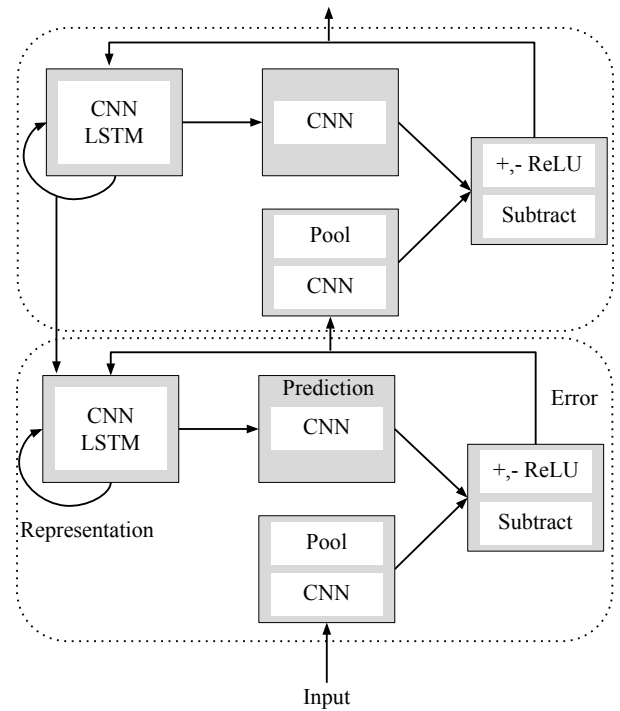 CNN
LSTM
CNN
+,- ReLU
Subtract
Pool
CNN
Prediction
CNN
LSTM
CNN
Error
+,- ReLU
Subtract
Representation
Pool
CNN
Input